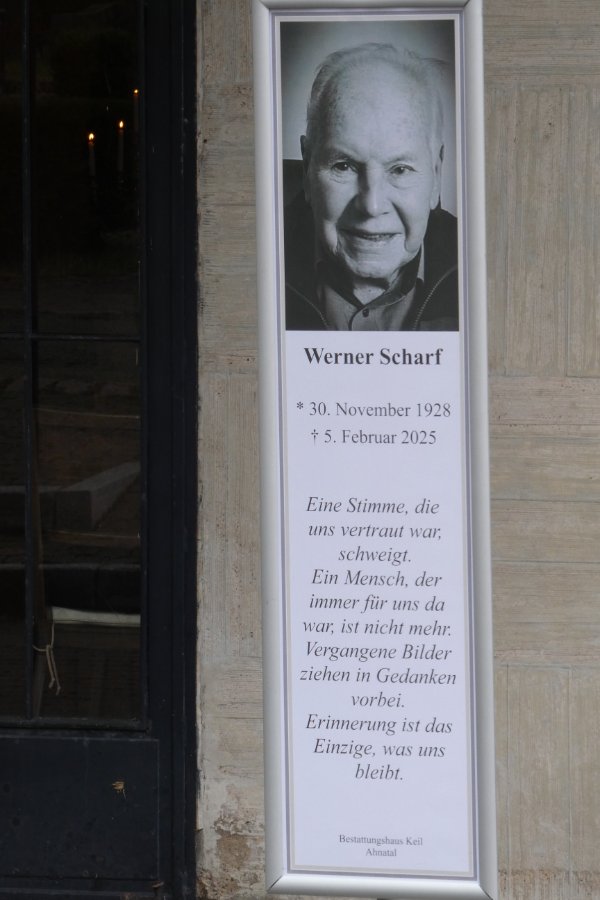 Werner Scharf
* 30. November 1928
† 5. Februar 2025
Eine Stimme, die
uns vertraut war,
schweigt.
Ein Mensch, der
immer für uns da
war, ist nicht mehr.
Vergangene Bilder
ziehen in Gedanken
vorbei.
Erinnerung ist das
Einzige, was uns
bleibt.
Bestattungshaus Keil
Ahnatal